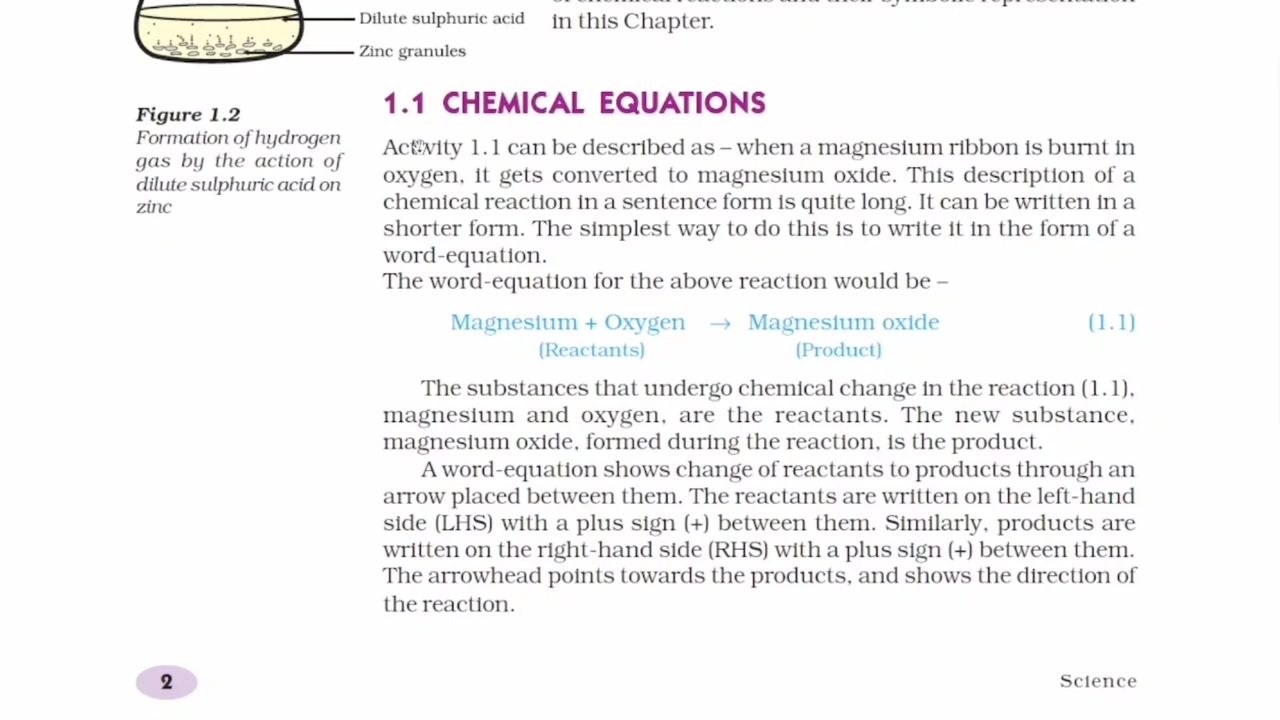 Dilute sulphuric acid
in this Chapter.
Zinc granules
Figure 1.2
Formation of hydrogen
gas by the action of
dilute sulphuric acid on
zinc
1.1 CHEMICAL EQUATIONS
Activity 1.1 can be described as – when a magnesium ribbon is burnt in
oxygen, it gets converted to magnesium oxide. This description of a
chemical reaction in a sentence form is quite long. It can be written in a
shorter form. The simplest way to do this is to write it in the form of a
word-equation.
The word-equation for the above reaction would be –
Magnesium + Oxygen → Magnesium oxide (1.1)
(Reactants) (Product)
The substances that undergo chemical change in the reaction (1.1),
magnesium and oxygen, are the reactants. The new substance,
magnesium oxide, formed during the reaction, is the product.
A word-equation shows change of reactants to products through an
arrow placed between them. The reactants are written on the left-hand
side (LHS) with a plus sign (+) between them. Similarly, products are
written on the right-hand side (RHS) with a plus sign (+) between them.
The arrowhead points towards the products, and shows the direction of
the reaction.
2
Science